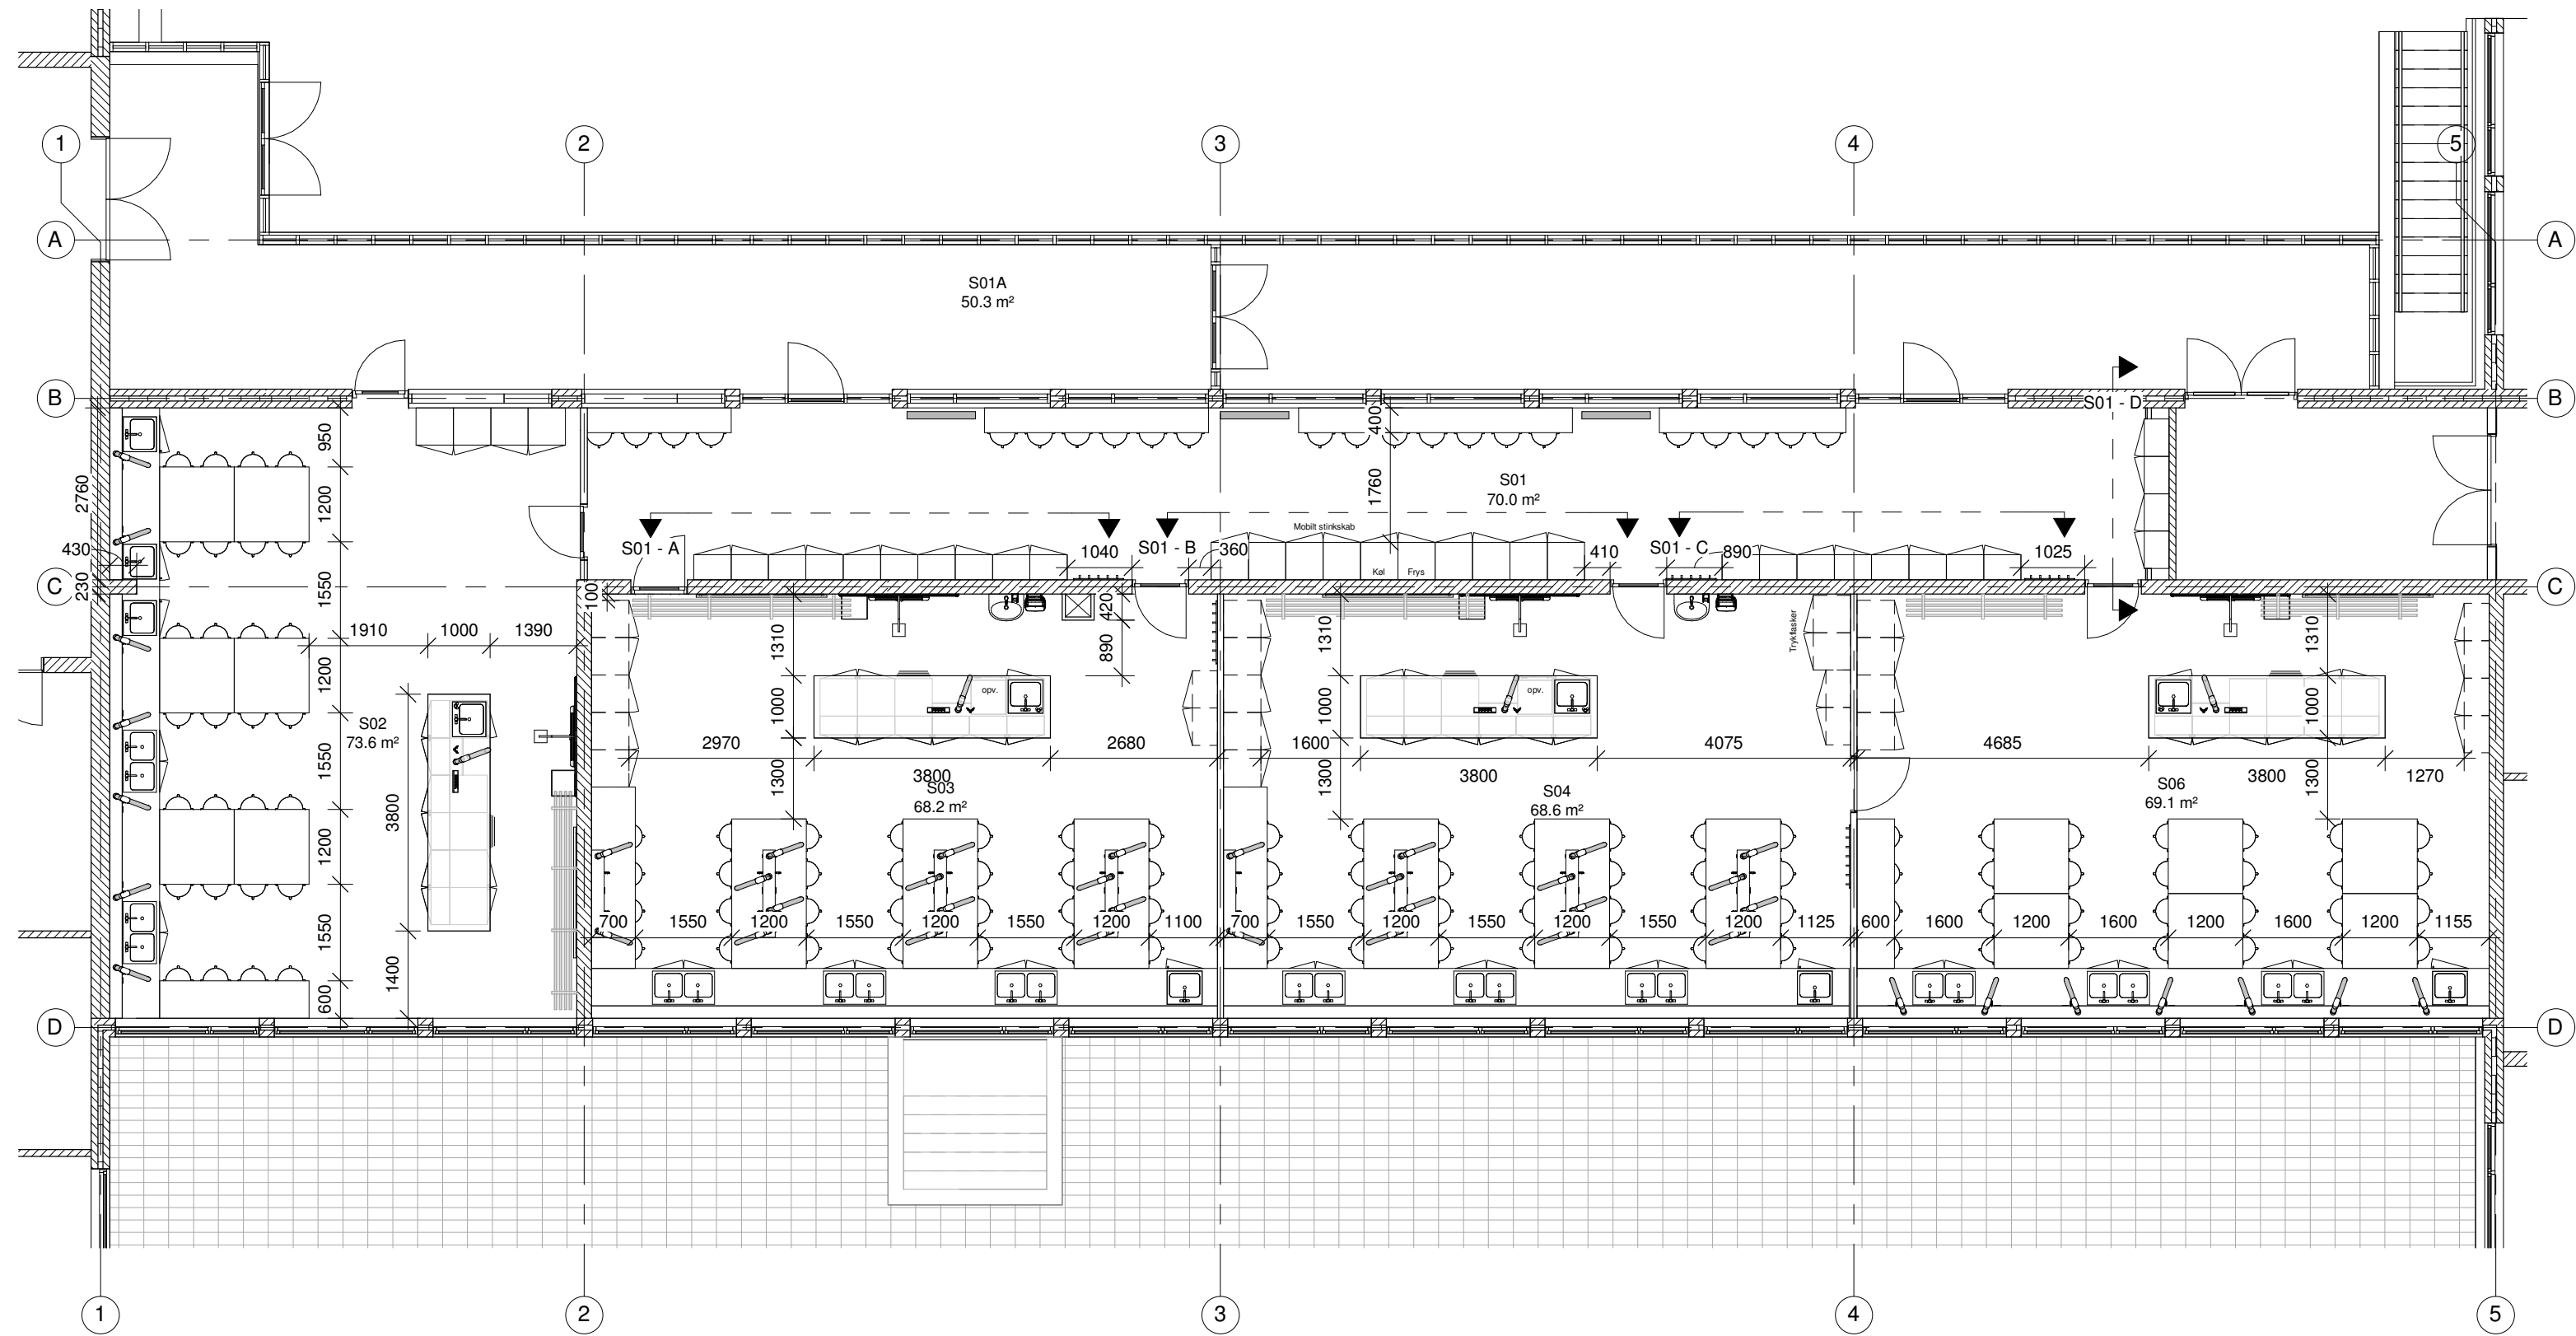 1
2
3
4
5
A
A
S01A
50.3 m²
B
S01 - D
B
400
950
2760
1200
1760
S01
70.0 m²
Mobilt stinkskab
430
S01 - A
1040
S01 - B
360
410
S01 - C
890
1025
Køl
Frys
C
230
1550
100
420
C
1910
1000
1390
1310
890
1310
Trykflasker
1310
1200
opv.
opv.
S02
73.6 m²
1000
1000
1000
1550
2970
2680
1600
4075
4685
3800
3800
3800
1270
1300
1300
1300
S03
68.2 m²
S04
68.6 m²
S06
69.1 m²
3800
1200
1550
700
1550
1200
1550
1200
1550
1200
1100
700
1550
1200
1550
1200
1550
1200
1125
600
1600
1200
1600
1200
1600
1200
1155
1400
600
D
D
1
2
3
4
5